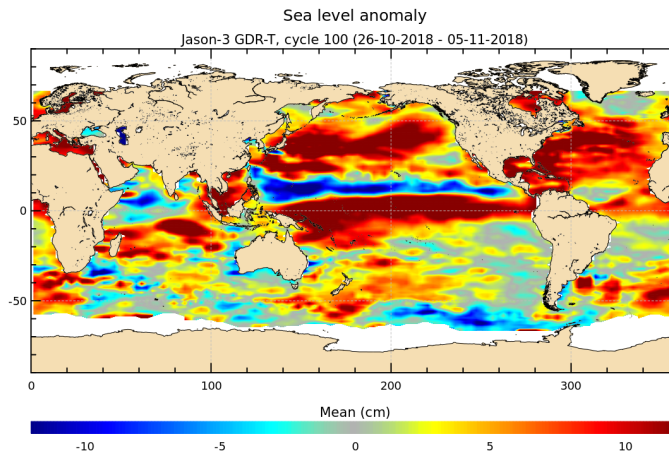 Sea level anomaly
Jason-3 GDR-T, cycle 100 (26-10-2018 - 05-11-2018)
50
0
-50
0 100 200 300
Mean (cm)
-10 -5 0 5 10